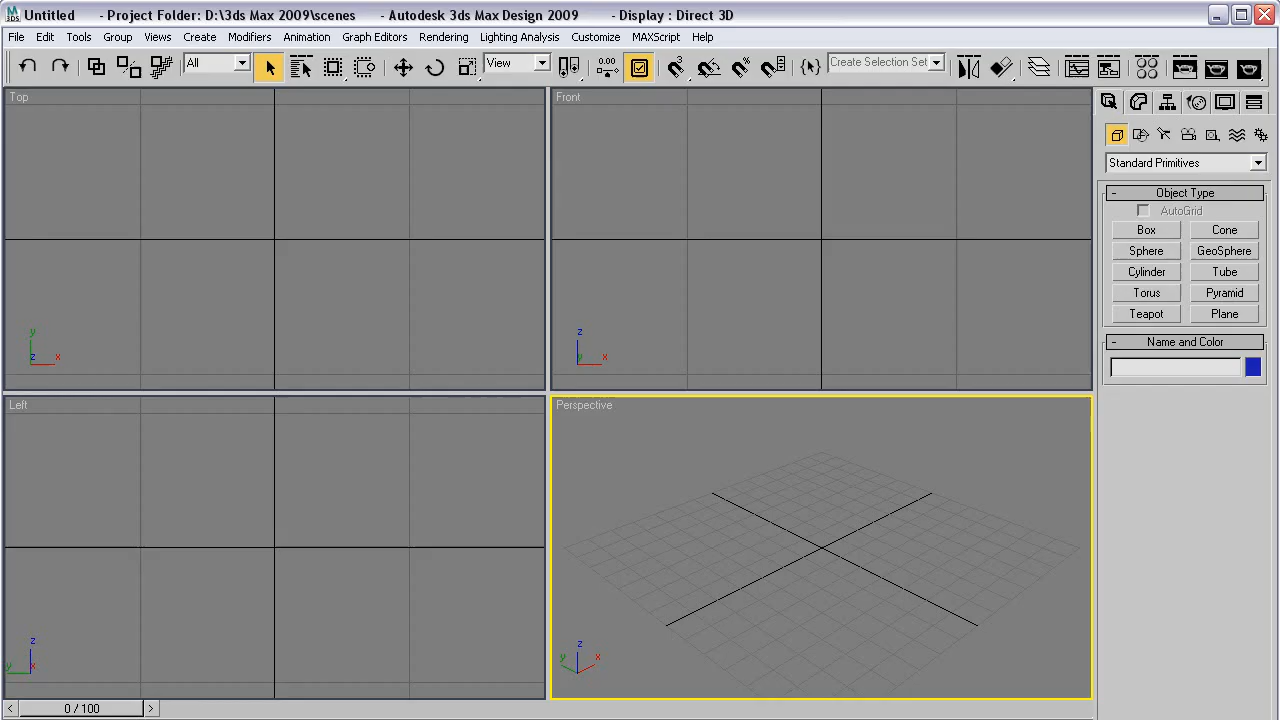 Untitled - Project Folder: D:\3ds Max 2009\scenes - Autodesk 3ds Max Design 2009 - Display : Direct 3D
File Edit Tools Group Views Create Modifiers Animation Graph Editors Rendering Lighting Analysis Customize MAXScript Help
All View 0.00 3 Create Selection Set
Top Front
Standard Primitives
- Object Type
AutoGrid
Box Cone
Sphere GeoSphere
Cylinder Tube
Torus Pyramid
Teapot Plane
y z
- Name and Color
z x y x
Left Perspective
z z
y x y x
< 0 / 100 >